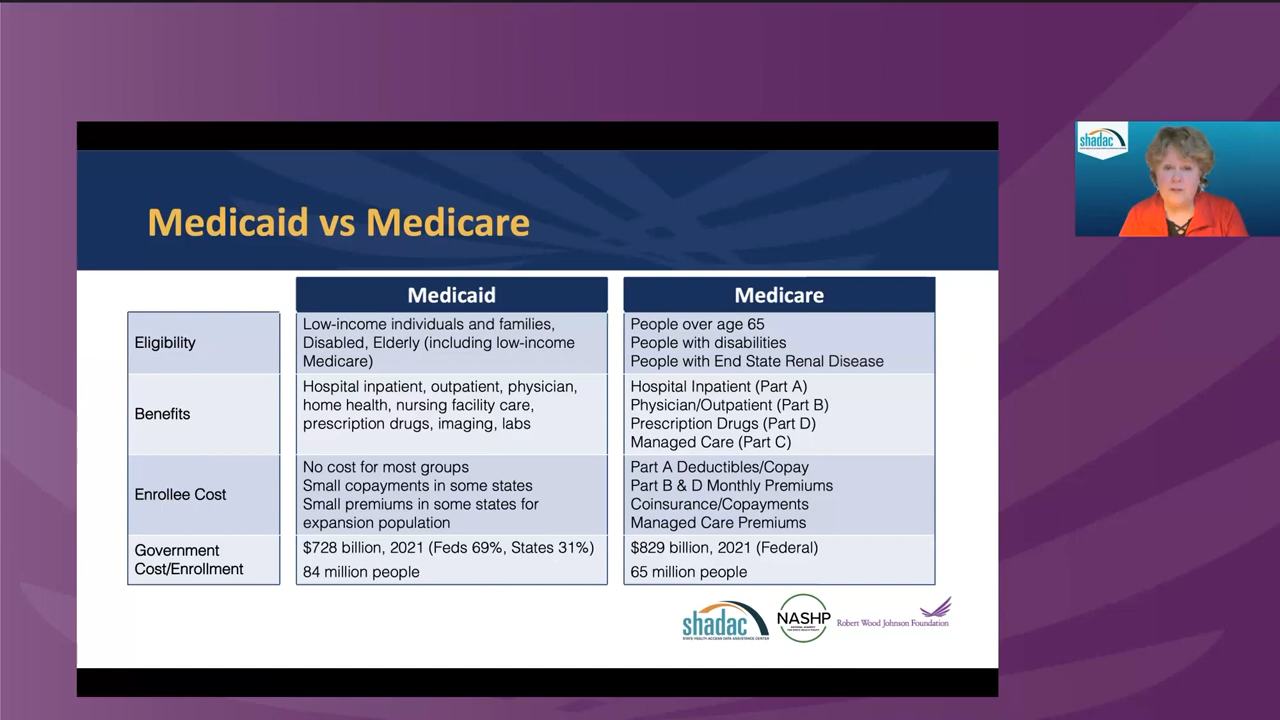 Medicaid vs Medicare
Medicaid
Medicare
Eligibility
Low-income individuals and families,
Disabled, Elderly (including low-income
Medicare)
People over age 65
People with disabilities
People with End State Renal Disease
Benefits
Hospital inpatient, outpatient, physician,
home health, nursing facility care,
prescription drugs, imaging, labs
Hospital Inpatient (Part A)
Physician/Outpatient (Part B)
Prescription Drugs (Part D)
Managed Care (Part C)
Enrollee Cost
No cost for most groups
Small copayments in some states
Small premiums in some states for
expansion population
Part A Deductibles/Copay
Part B & D Monthly Premiums
Coinsurance/Copayments
Managed Care Premiums
Government
Cost/Enrollment
$728 billion, 2021 (Feds 69%, States 31%)
84 million people
$829 billion, 2021 (Federal)
65 million people
shadac
STATE HEALTH ACCESS DATA ASSISTANCE CENTER
NASHP
Robert Wood Johnson Foundation
shadac